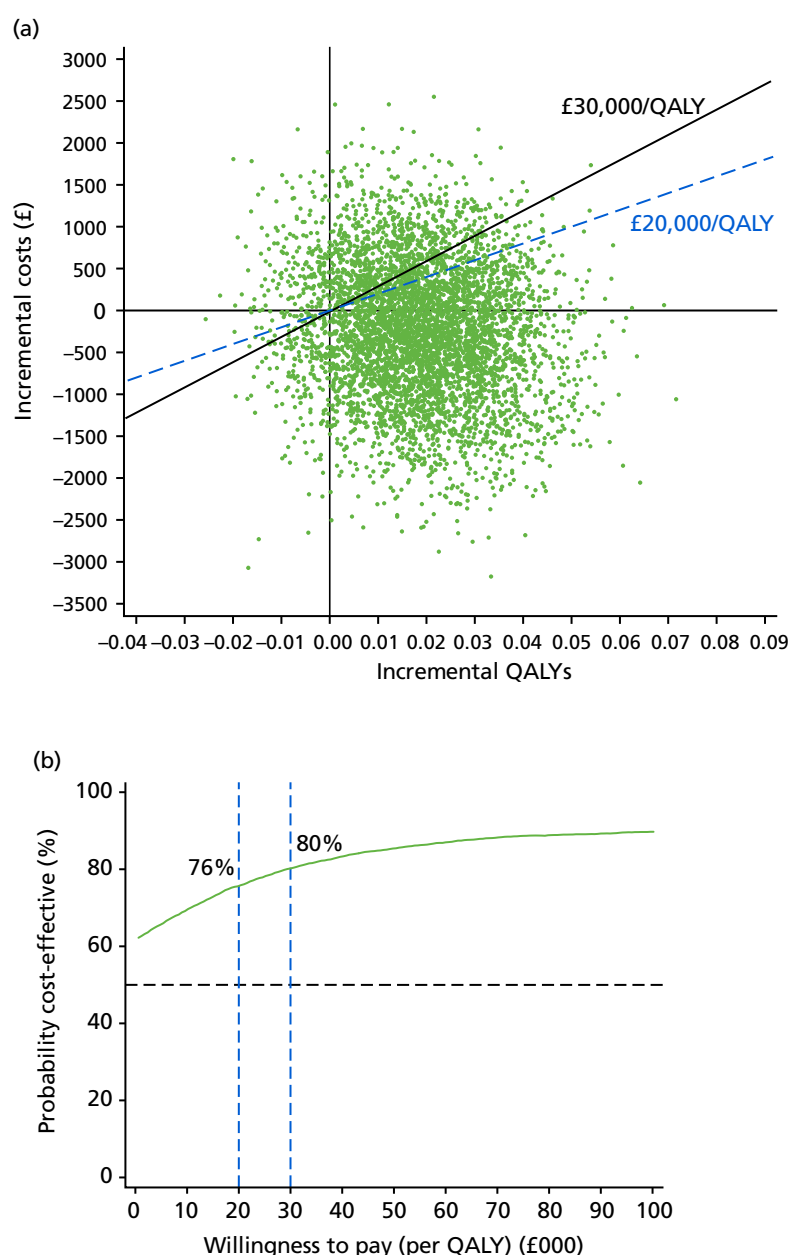 (a)
3000
2500
2000
1500
1000
500
0
–500
–1000
–1500
–2000
–2500
–3000
–3500
Incremental costs (£)
£30,000/QALY
£20,000/QALY
–0.04 –0.03 –0.02 –0.01 0.00 0.01 0.02 0.03 0.04 0.05 0.06 0.07 0.08 0.09
Incremental QALYs
(b)
100
80
60
40
20
0
Probability cost-effective (%)
76%
80%
0 10 20 30 40 50 60 70 80 90 100
Willingness to pay (per QALY) (£000)